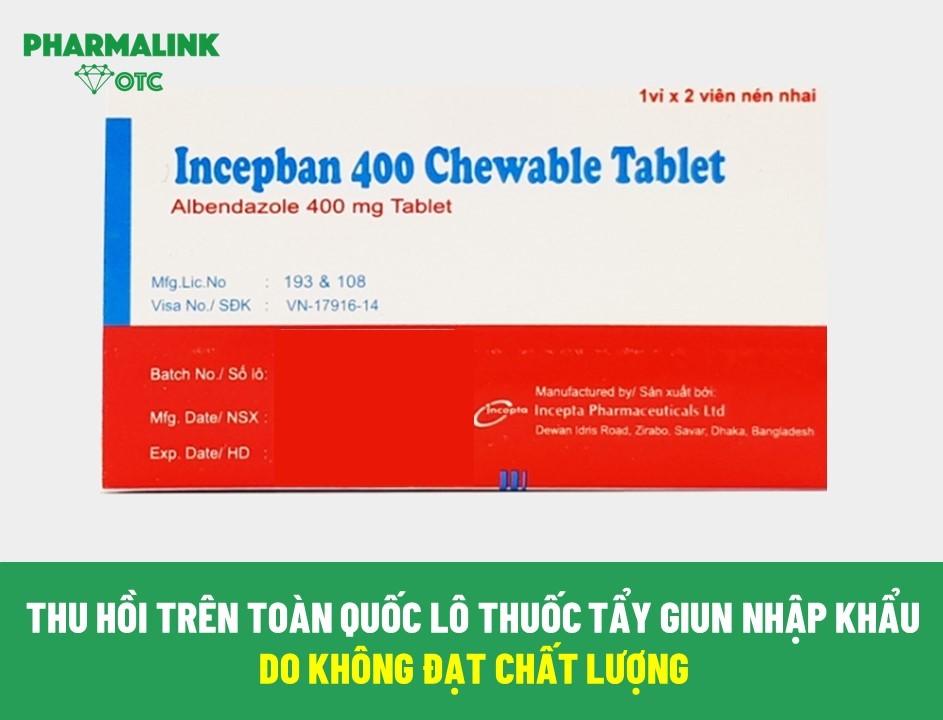 PHARMALINK
OTC
1vỉ x 2 viên nén nhai
Incepban 400 Chewable Tablet
Albendazole 400 mg Tablet
Mfg.Lic.No : 193 & 108
Visa No./ SĐK : VN-17916-14
Batch No./ Số lô:
Mfg. Date/ NSX :
Exp. Date/ HD :
Manufactured by/ Sản xuất bởi:
Incepta Incepta Pharmaceuticals Ltd
Dewan Idris Road, Zirabo, Savar, Dhaka, Bangladesh
THU HỒI TRÊN TOÀN QUỐC LÔ THUỐC TẨY GIUN NHẬP KHẨU
DO KHÔNG ĐẠT CHẤT LƯỢNG